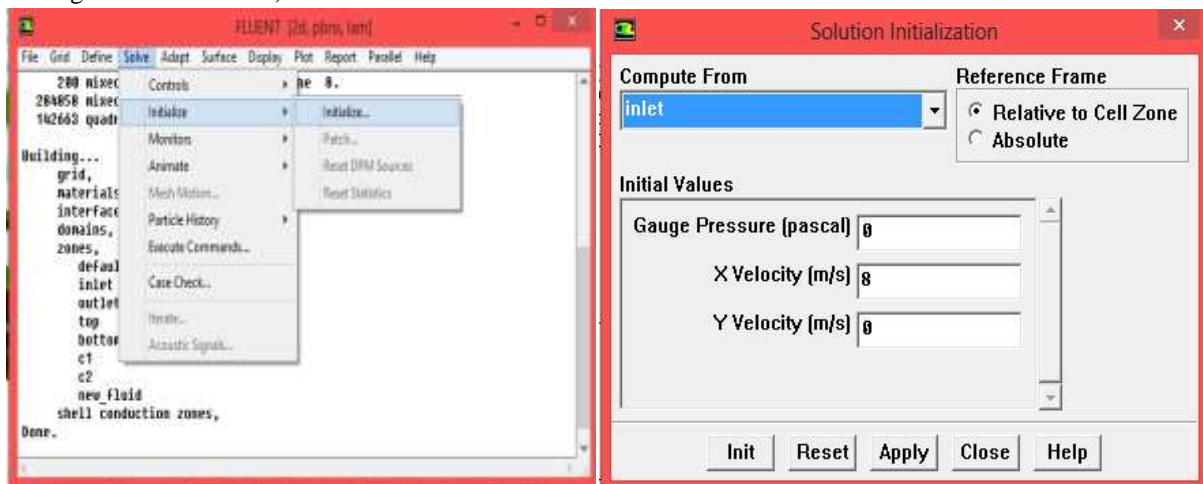 FLUENT [2d, pbns, lam]
File Grid Define Solve Adapt Surface Display Plot Report Parallel Help
200 mixed
ne 8.
284858 mixed
142663 quadr
Building...
grid,
materials
interface
domains,
zones,
defaul
inlet
outlet
top
bottom
c1
c2
new_fluid
shell conduction zones,
Done.
Controls
Initialize
Monitors
Animate
Mesh Motion...
Particle History
Execute Commands...
Case Check...
Iterate...
Acoustic Signals...
Initialize...
Patch...
Reset DPM Sources
Reset Statistics
Solution Initialization
Compute From
inlet
Reference Frame
Relative to Cell Zone
Absolute
Initial Values
Gauge Pressure (pascal) 0
X Velocity (m/s) 8
Y Velocity (m/s) 0
Init Reset Apply Close Help